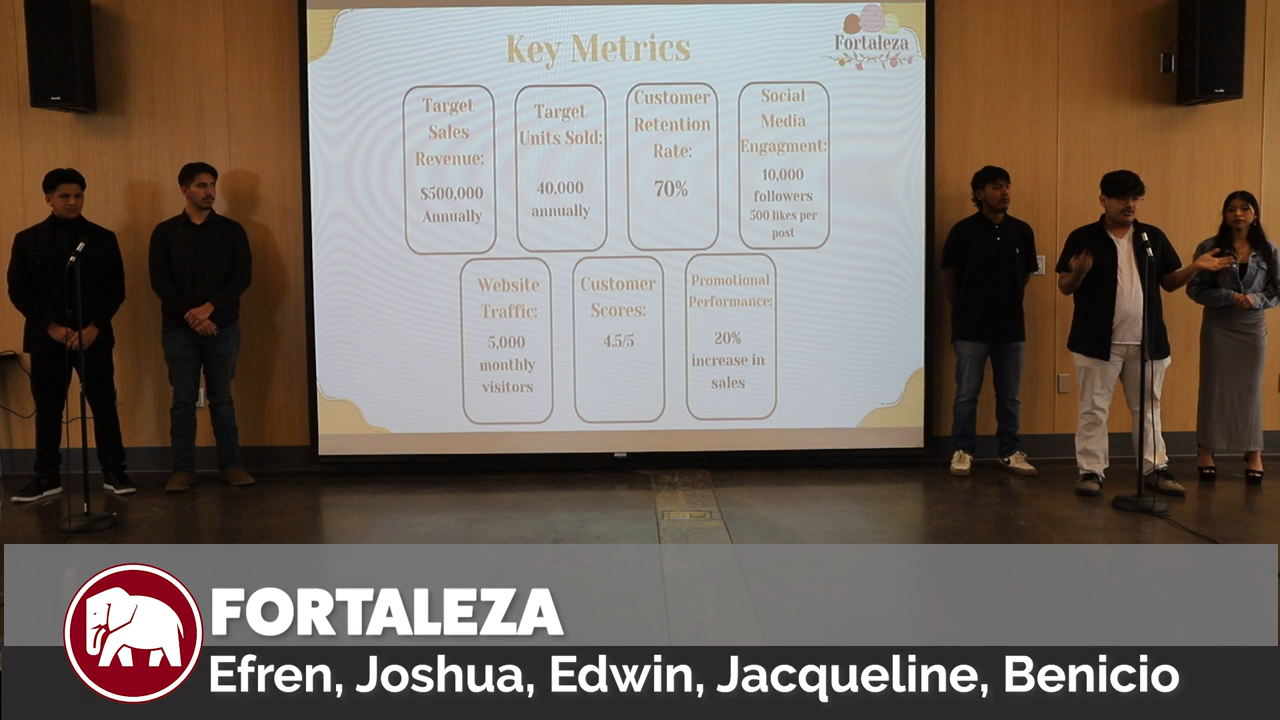 Key Metrics
Fortaleza
Target
Sales
Revenue:
$500,000
Annually
Target
Units Sold:
40,000
annually
Customer
Retention
Rate:
70%
Social
Media
Engagment:
10,000
followers
500 likes per
post
Website
Traffic:
5,000
monthly
visitors
Customer
Scores:
4.5/5
Promotional
Performance:
20%
increase in
sales
FORTALEZA
Efren, Joshua, Edwin, Jacqueline, Benicio